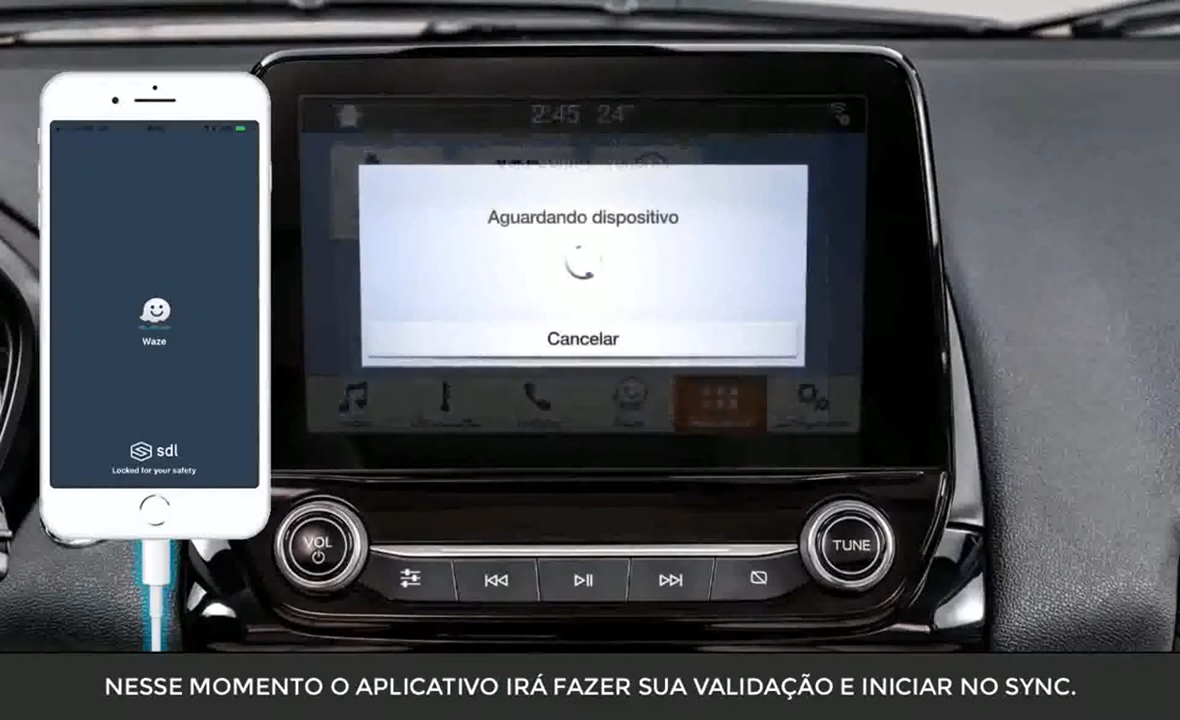 2:45 24°
Aguardando dispositivo
Cancelar
Waze
sdl
Locked for your safety
VOL
TUNE
NESSE MOMENTO O APLICATIVO IRÁ FAZER SUA VALIDAÇÃO E INICIAR NO SYNC.